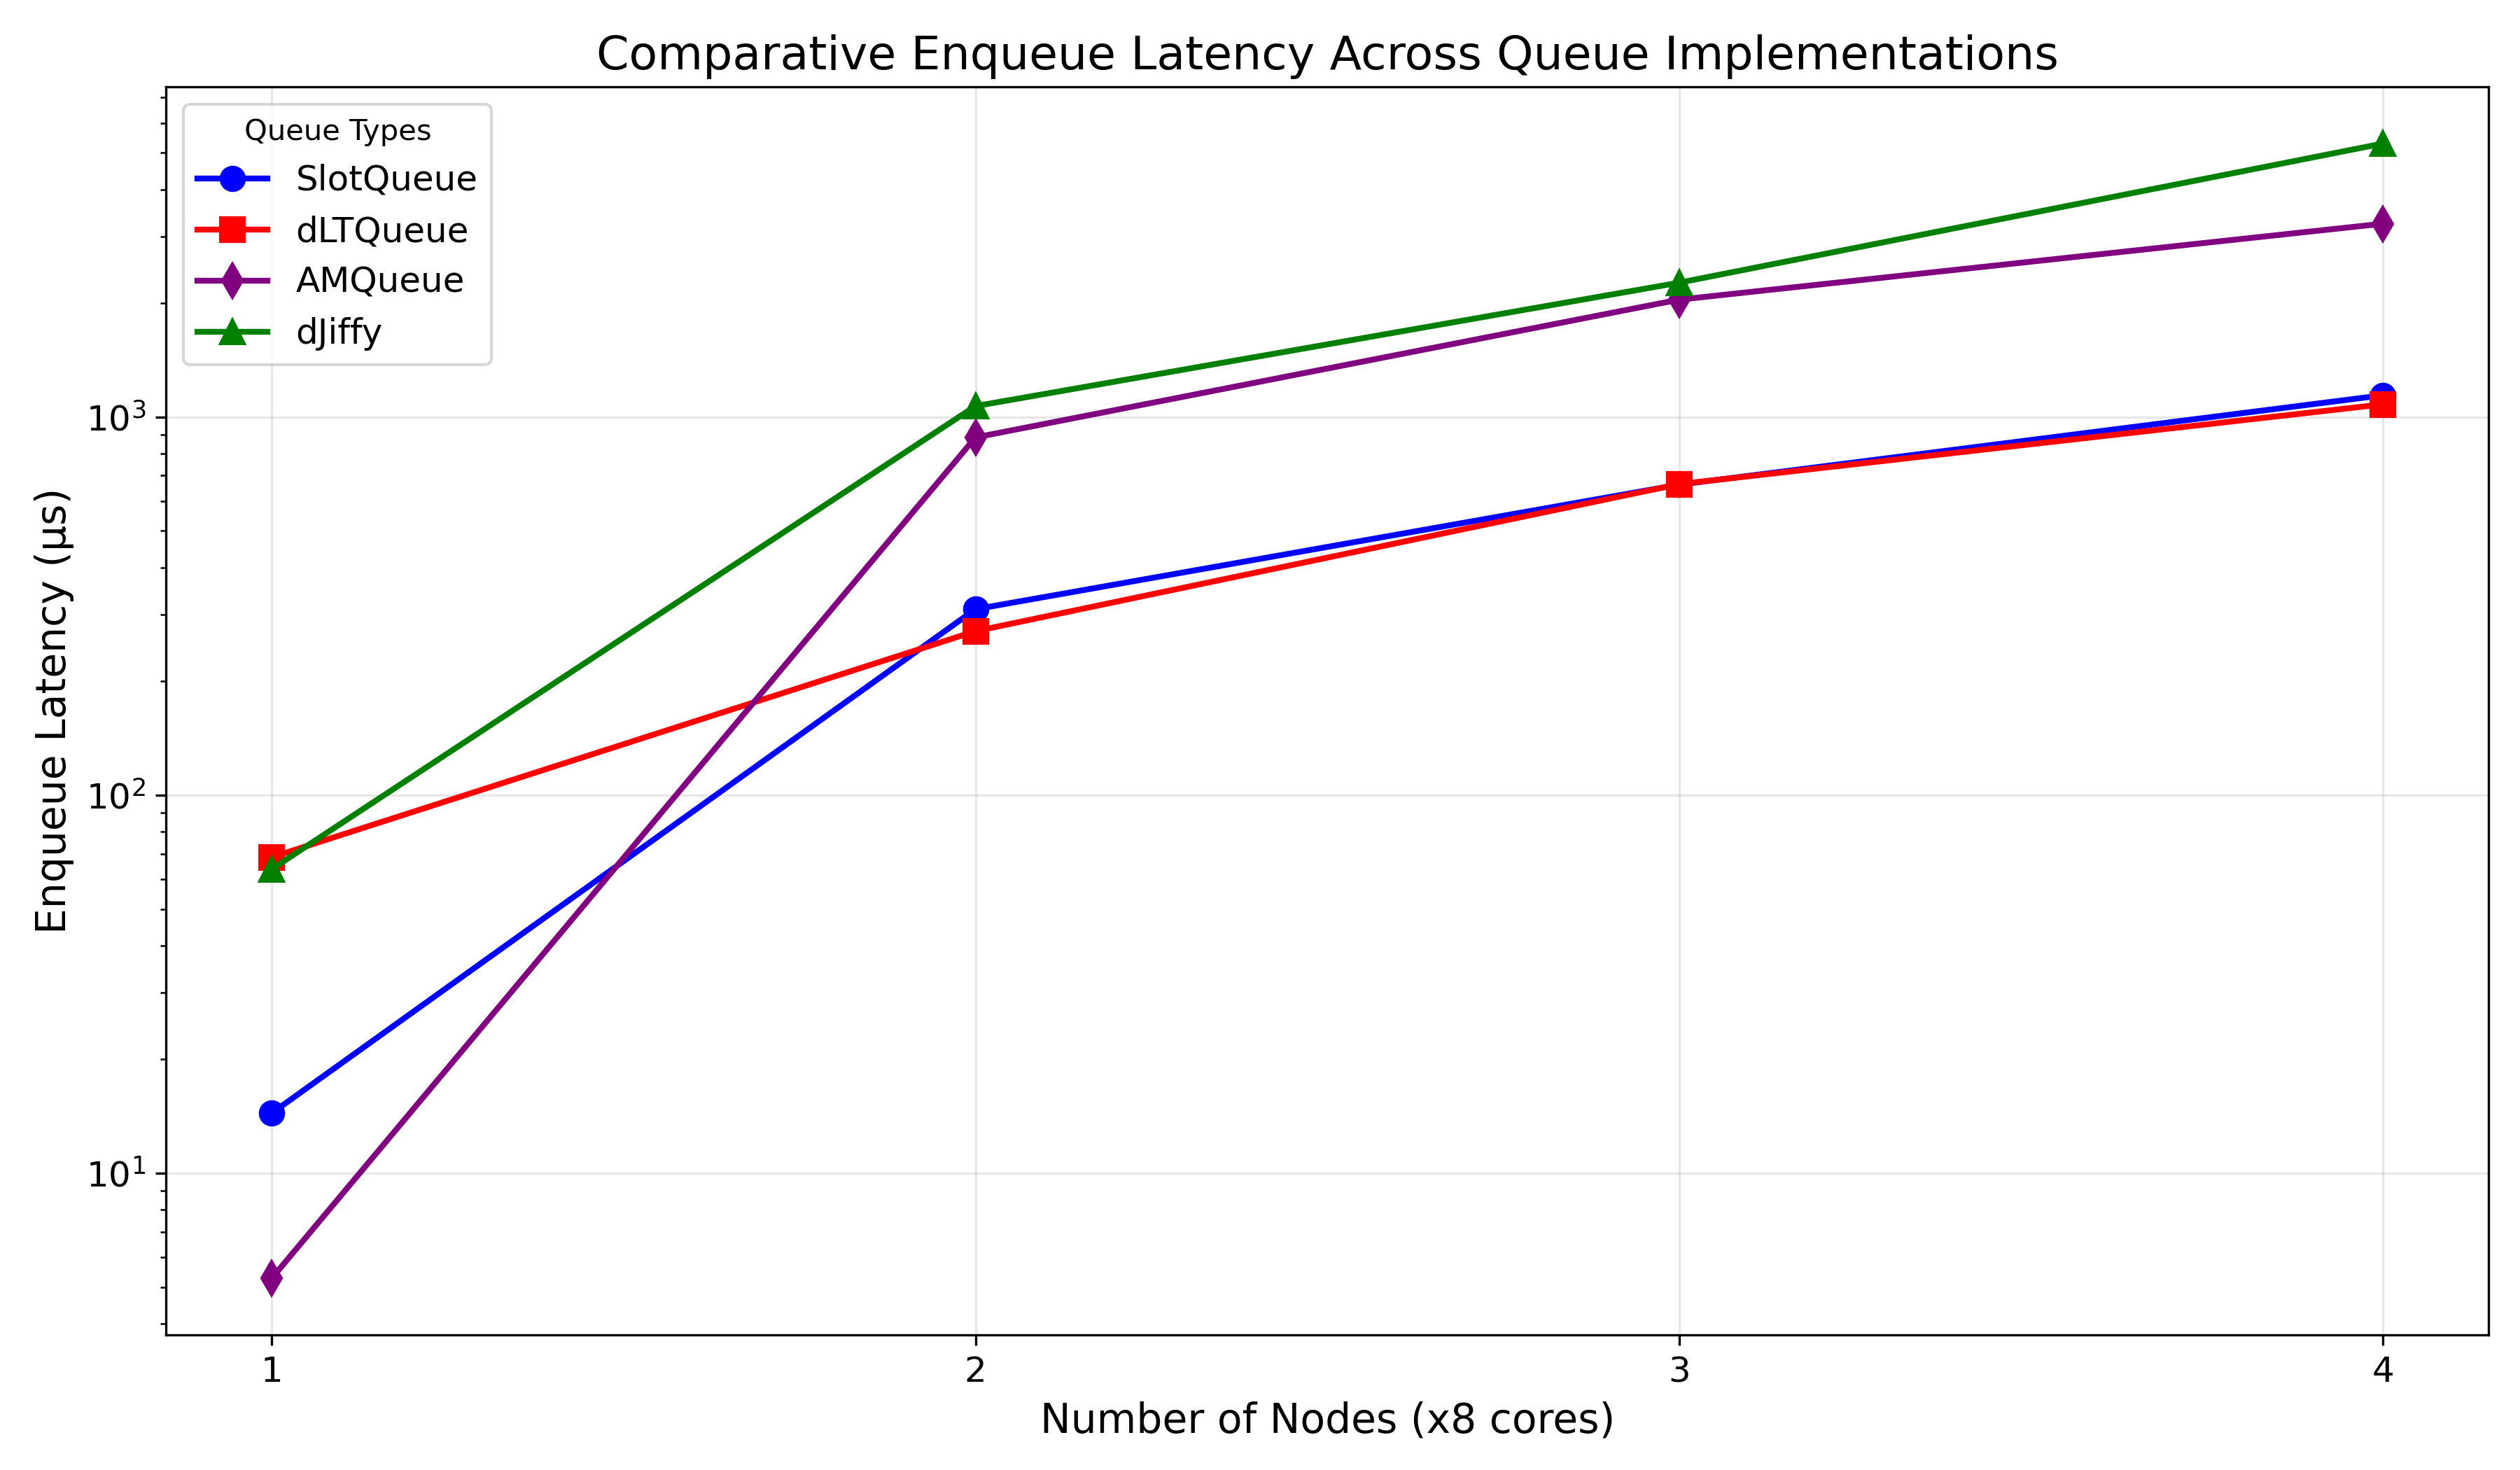 Comparative Enqueue Latency Across Queue Implementations
Queue Types
SlotQueue
dLTQueue
AMQueue
dJiffy
Enqueue Latency (µs)
10³
10²
10¹
1
2
3
4
Number of Nodes (x8 cores)